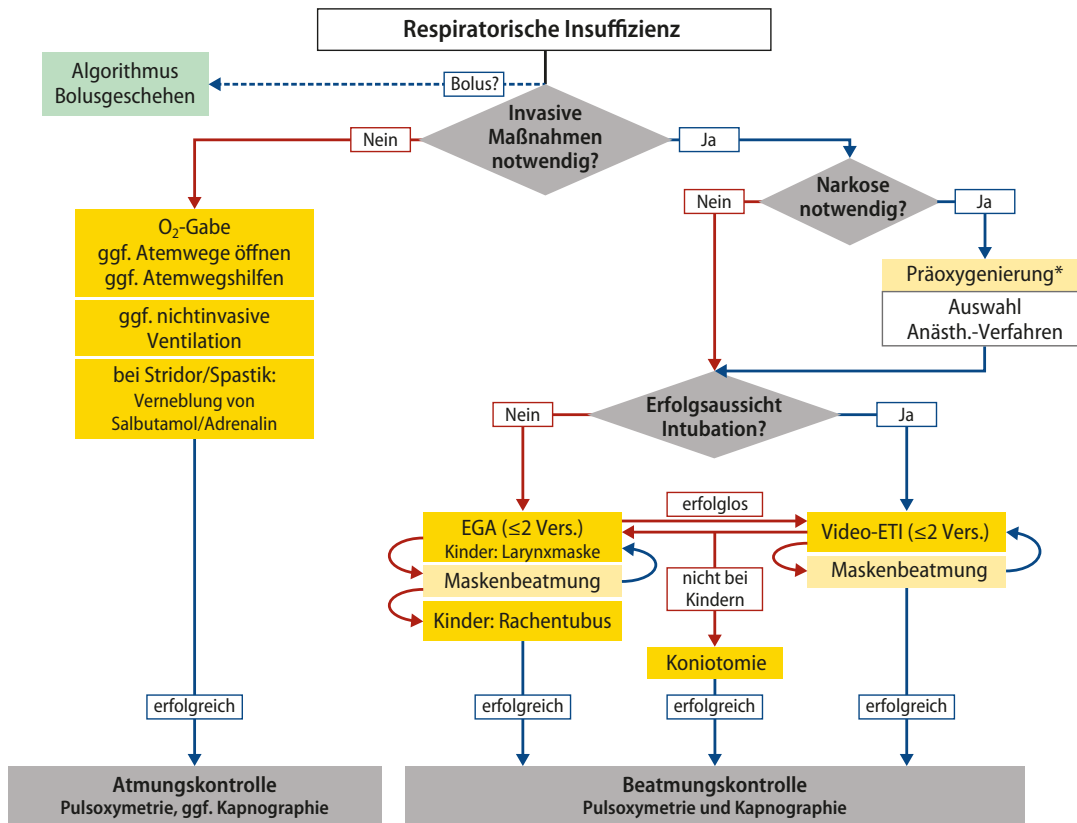 Respiratorische Insuffizienz
Algorithmus
Bolusgeschehen
Bolus?
Invasive
Maßnahmen
notwendig?
Nein
Ja
Narkose
notwendig?
Nein
Ja
O₂-Gabe
ggf. Atemwege öffnen
ggf. Atemwegshilfen
ggf. nichtinvasive
Ventilation
bei Stridor/Spastik:
Verneblung von
Salbutamol/Adrenalin
Präoxygenierung*
Auswahl
Anästh.-Verfahren
Erfolgsaussicht
Intubation?
Nein
Ja
erfolglos
EGA (≤2 Vers.)
Kinder: Larynxmaske
Maskenbeatmung
Kinder: Rachentubus
Video-ETI (≤2 Vers.)
Maskenbeatmung
nicht bei
Kindern
Koniotomie
erfolgreich
erfolgreich
erfolgreich
erfolgreich
Atmungskontrolle
Pulsoxymetrie, ggf. Kapnographie
Beatmungskontrolle
Pulsoxymetrie und Kapnographie